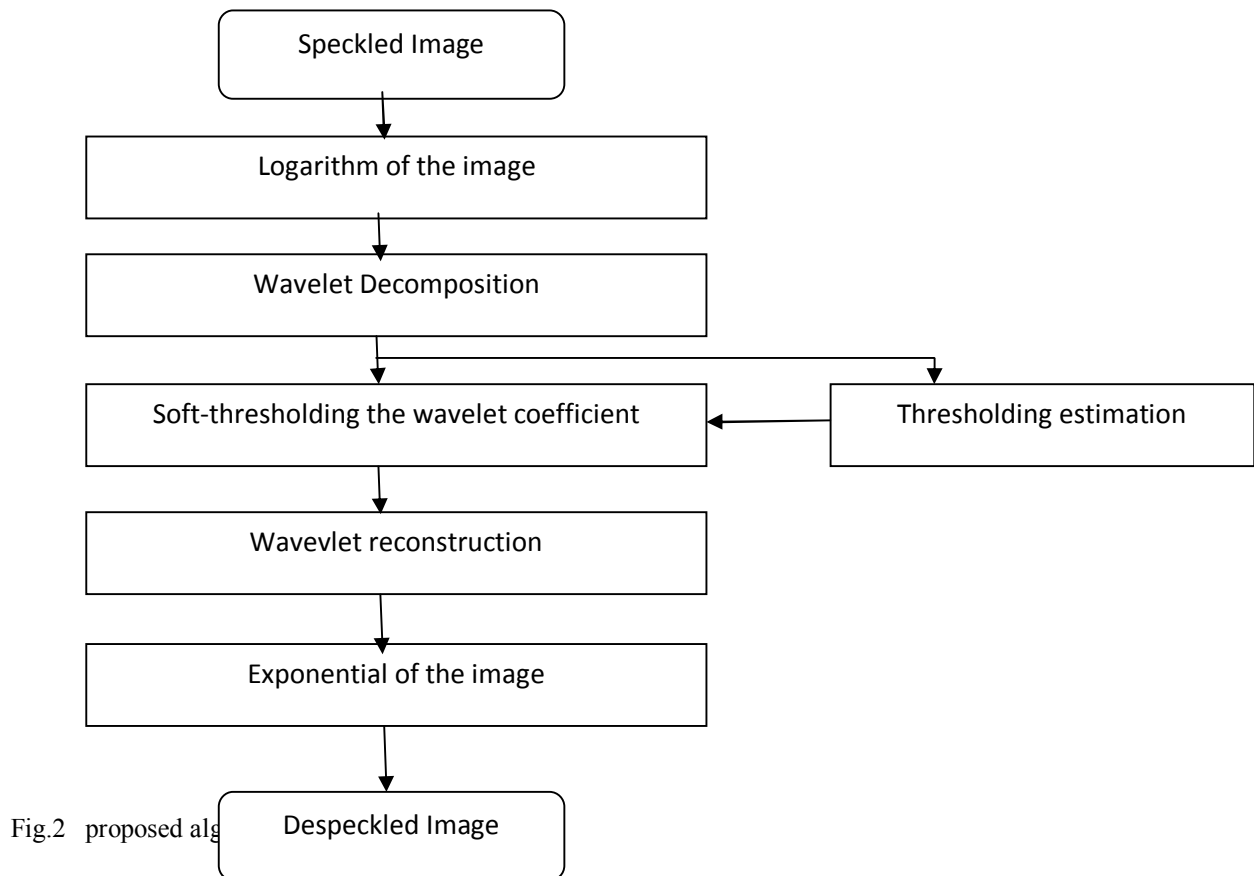 Speckled Image
Logarithm of the image
Wavelet Decomposition
Soft-thresholding the wavelet coefficient
Thresholding estimation
Wavevlet reconstruction
Exponential of the image
Despeckled Image
Fig.2 proposed